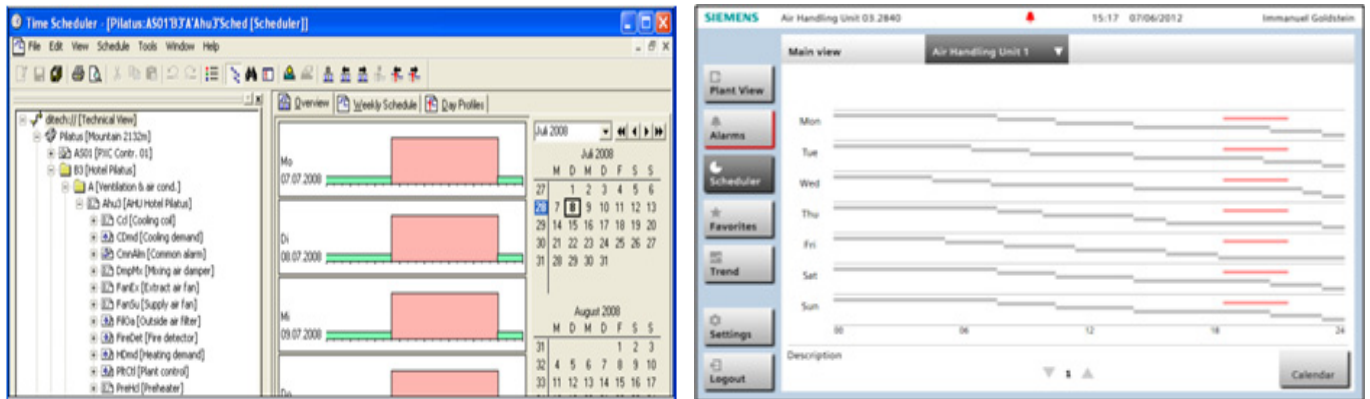 Time Scheduler - [Pilatus:AS01'B3'A'Ahu3'Sched [Scheduler]]
File Edit View Schedule Tools Window Help
ditech:// [Technical View]
Pilatus [Mountain 2132m]
AS01 [PXC Contr. 01]
B3 [Hotel Pilatus]
A [Ventilation & air cond.]
Ahu3 [AHU Hotel Pilatus]
Cd [Cooling coil]
CDmd [Cooling demand]
CmnAlm [Common alarm]
DmpMx [Mixing air damper]
FanEx [Extract air fan]
FanSu [Supply air fan]
FilOa [Outside air filter]
FireDet [Fire detector]
HDmd [Heating demand]
PltCtl [Plant control]
PreHcl [Preheater]
Overview Weekly Schedule Day Profiles
Mo
07.07.2008
Di
08.07.2008
Mi
09.07.2008
Do
Juli 2008
Juli 2008
M D M D F S S
27 1 2 3 4 5 6
28 7 8 9 10 11 12 13
29 14 15 16 17 18 19 20
30 21 22 23 24 25 26 27
31 28 29 30 31
August 2008
M D M D F S S
31 1 2 3
32 4 5 6 7 8 9 10
33 11 12 13 14 15 16 17
SIEMENS Air Handling Unit 03.2840 15:17 07/06/2012 Immanuel Goldstein
Main view Air Handling Unit 1
Plant View
Alarms
Scheduler
Favorites
Trend
Settings
Logout
Mon
Tue
Wed
Thu
Fri
Sat
Sun
00 06 12 18 24
Description
1
Calendar